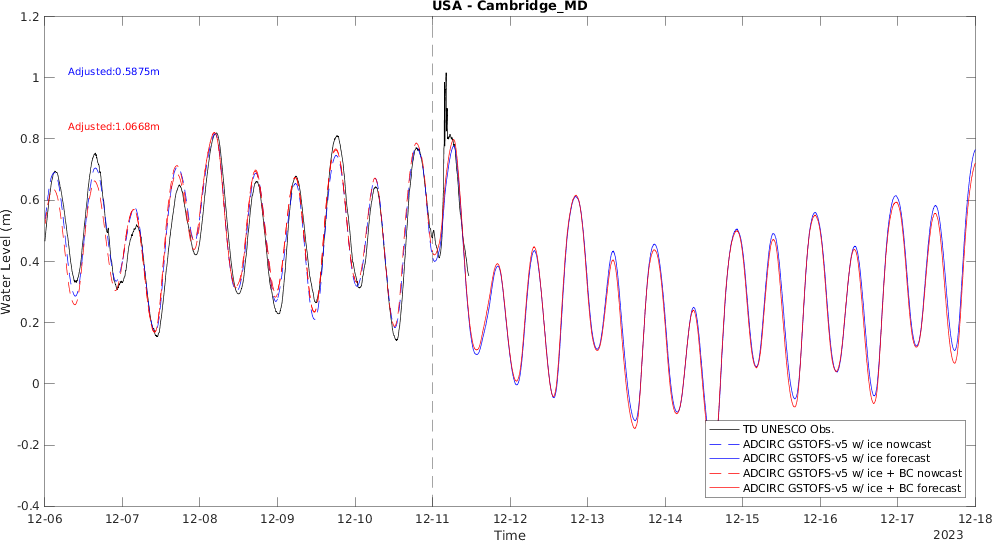 USA - Cambridge_MD
1.2
1
0.8
0.6
0.4
0.2
0
-0.2
-0.4
Water Level (m)
Adjusted:0.5875m
Adjusted:1.0668m
TD UNESCO Obs.
ADCIRC GSTOFS-v5 w/ ice nowcast
ADCIRC GSTOFS-v5 w/ ice forecast
ADCIRC GSTOFS-v5 w/ ice + BC nowcast
ADCIRC GSTOFS-v5 w/ ice + BC forecast
12-06 12-07 12-08 12-09 12-10 12-11 12-12 12-13 12-14 12-15 12-16 12-17 12-18
Time
2023